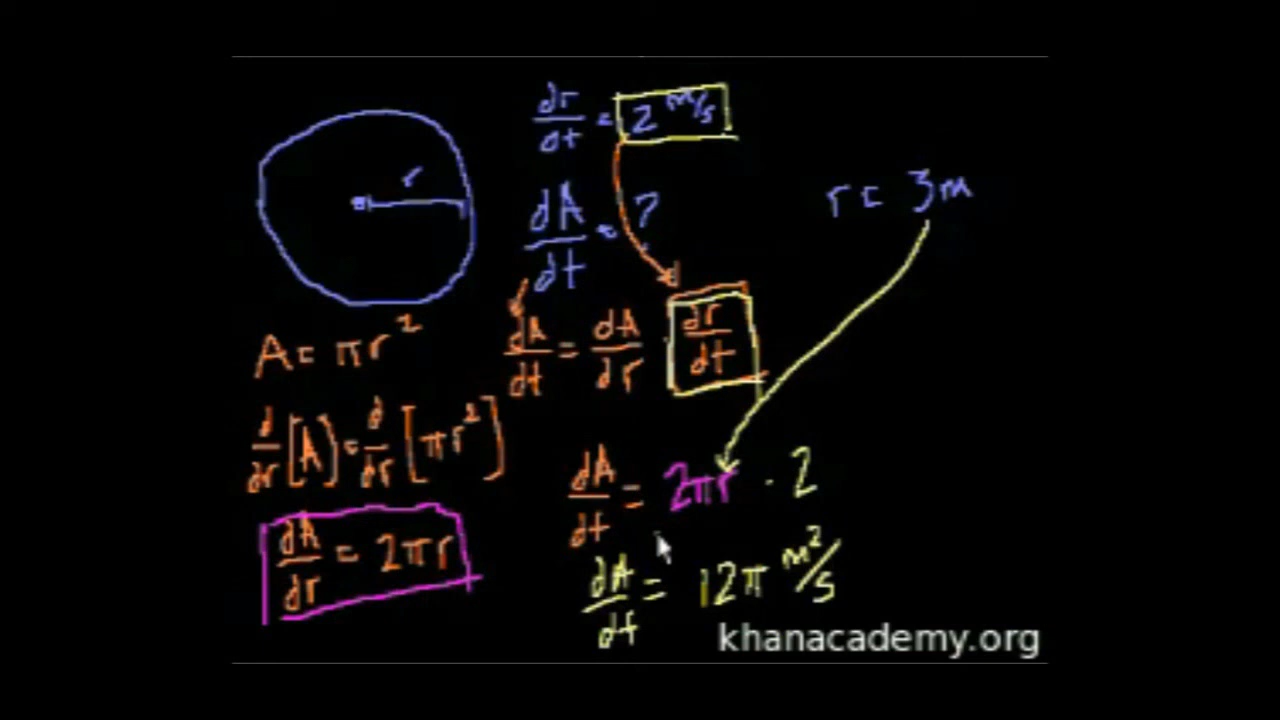 dr/dt = 2 m/s
r
dA/dt = ?
r = 3m
A = πr²
dA/dt = dA/dr · dr/dt
d/dr [A] = d/dr [πr²]
dA/dt = 2πr · 2
dA/dr = 2πr
dA/dt = 12π m²/s
khanacademy.org